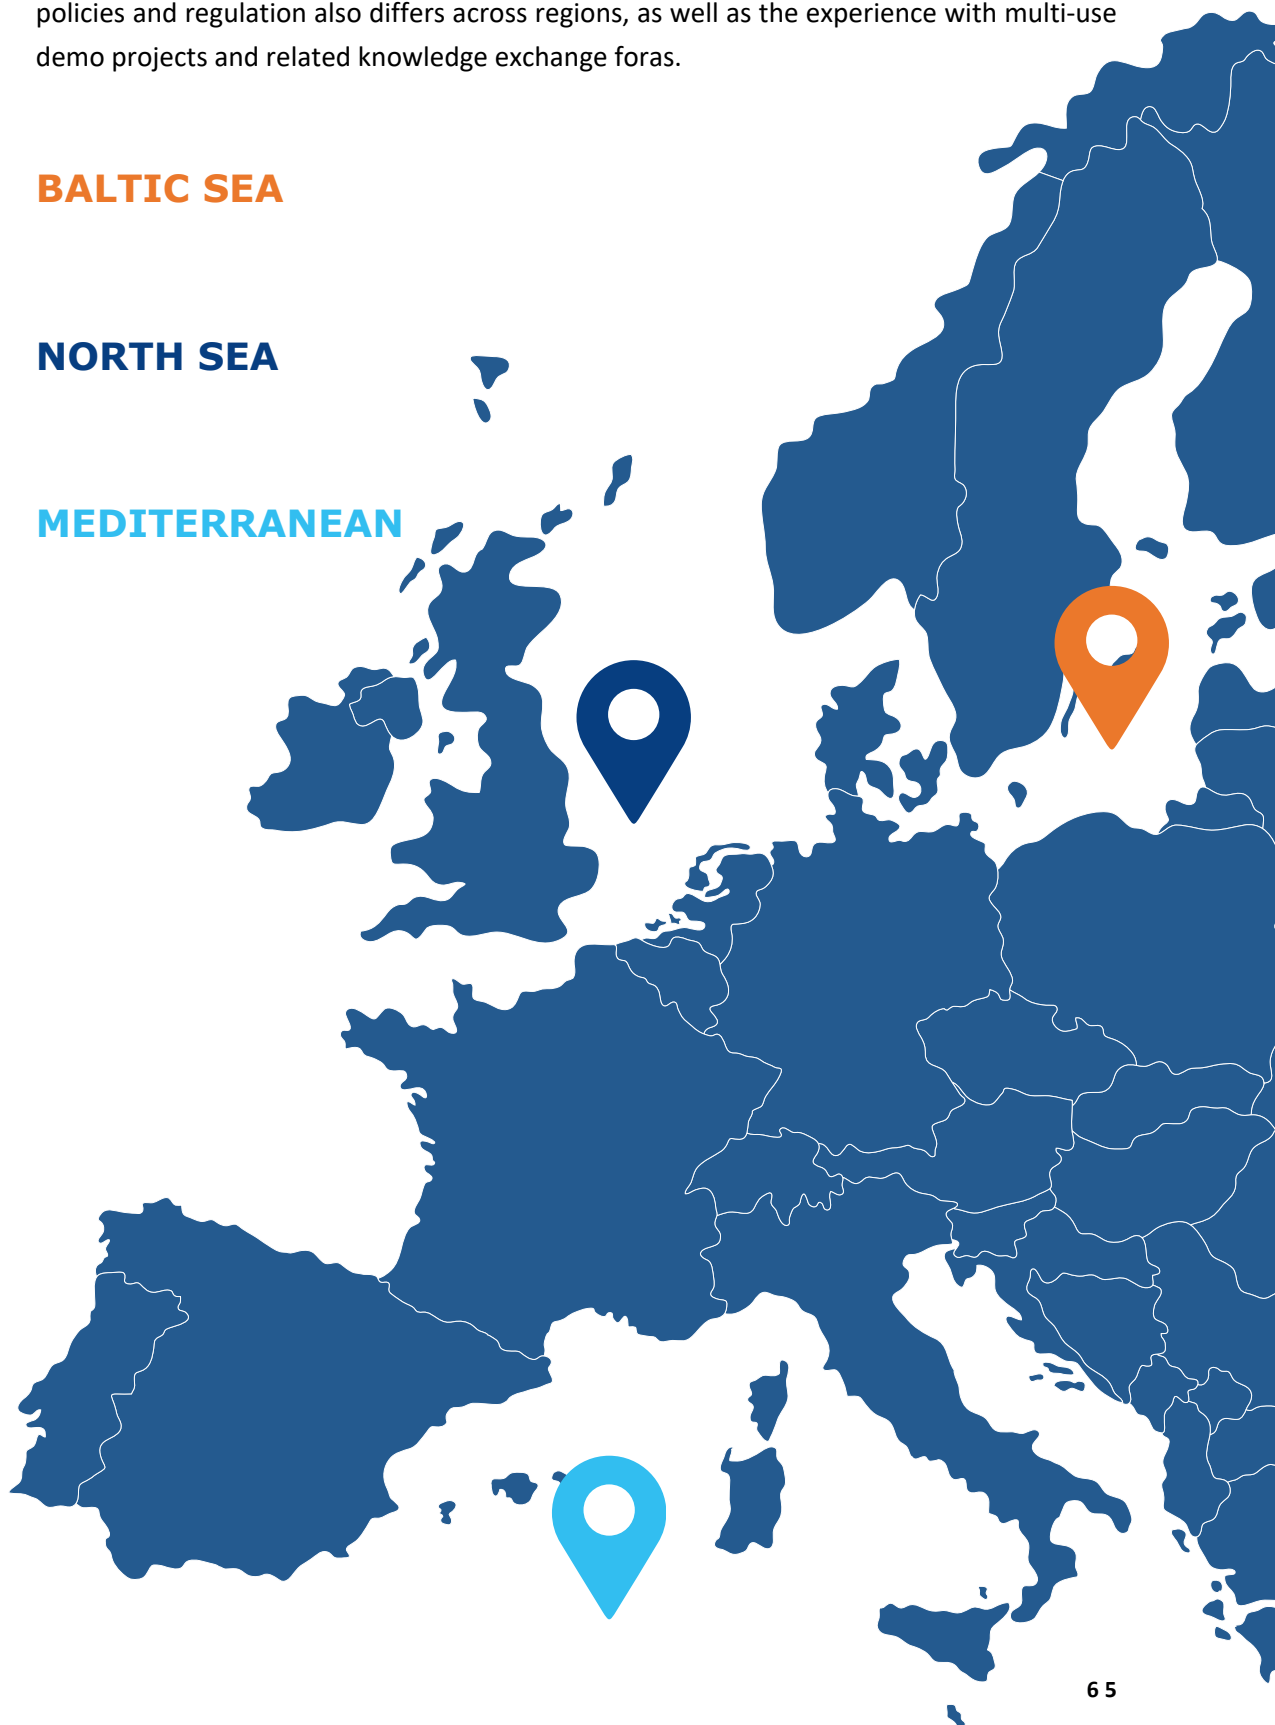 policies and regulation also differs across regions, as well as the experience with multi-use
demo projects and related knowledge exchange foras.
BALTIC SEA
NORTH SEA
MEDITERRANEAN
6 5